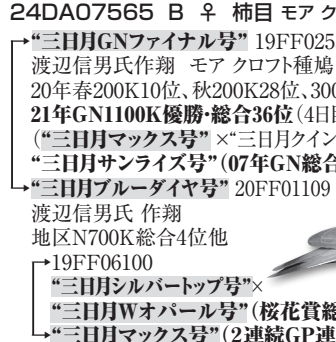 24DA07565 B ♀ 柿目 モア ク
“三日月GNファイナル号” 19FF025
渡辺信男氏作翔 モア クロフト種鳩
20年春200K10位、秋200K28位、300
21年GN1100K優勝・総合36位(4日目
(“三日月マックス号”×“三日月クイン
“三日月サンライズ号”(07年GN総合
“三日月ブルーダイヤ号” 20FF01109
渡辺信男氏 作翔
地区N700K総合4位他
19FF06100
“三日月シルバートップ号”×
“三日月Wオパール号”(桜花賞総
“三日月マックス号”(2連続GP連